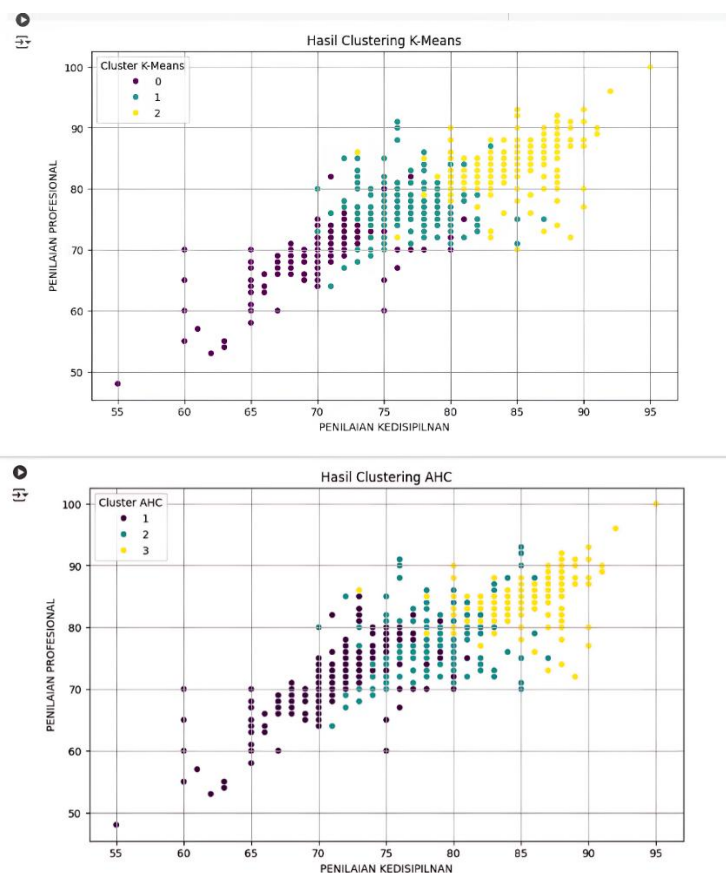 Hasil Clustering K-Means
Cluster K-Means
0
1
2
100
90
80
70
60
50
PENILAIAN PROFESIONAL
55 60 65 70 75 80 85 90 95
PENILAIAN KEDISIPILNAN
Hasil Clustering AHC
Cluster AHC
1
2
3
100
90
80
70
60
50
PENILAIAN PROFESIONAL
55 60 65 70 75 80 85 90 95
PENILAIAN KEDISIPILNAN